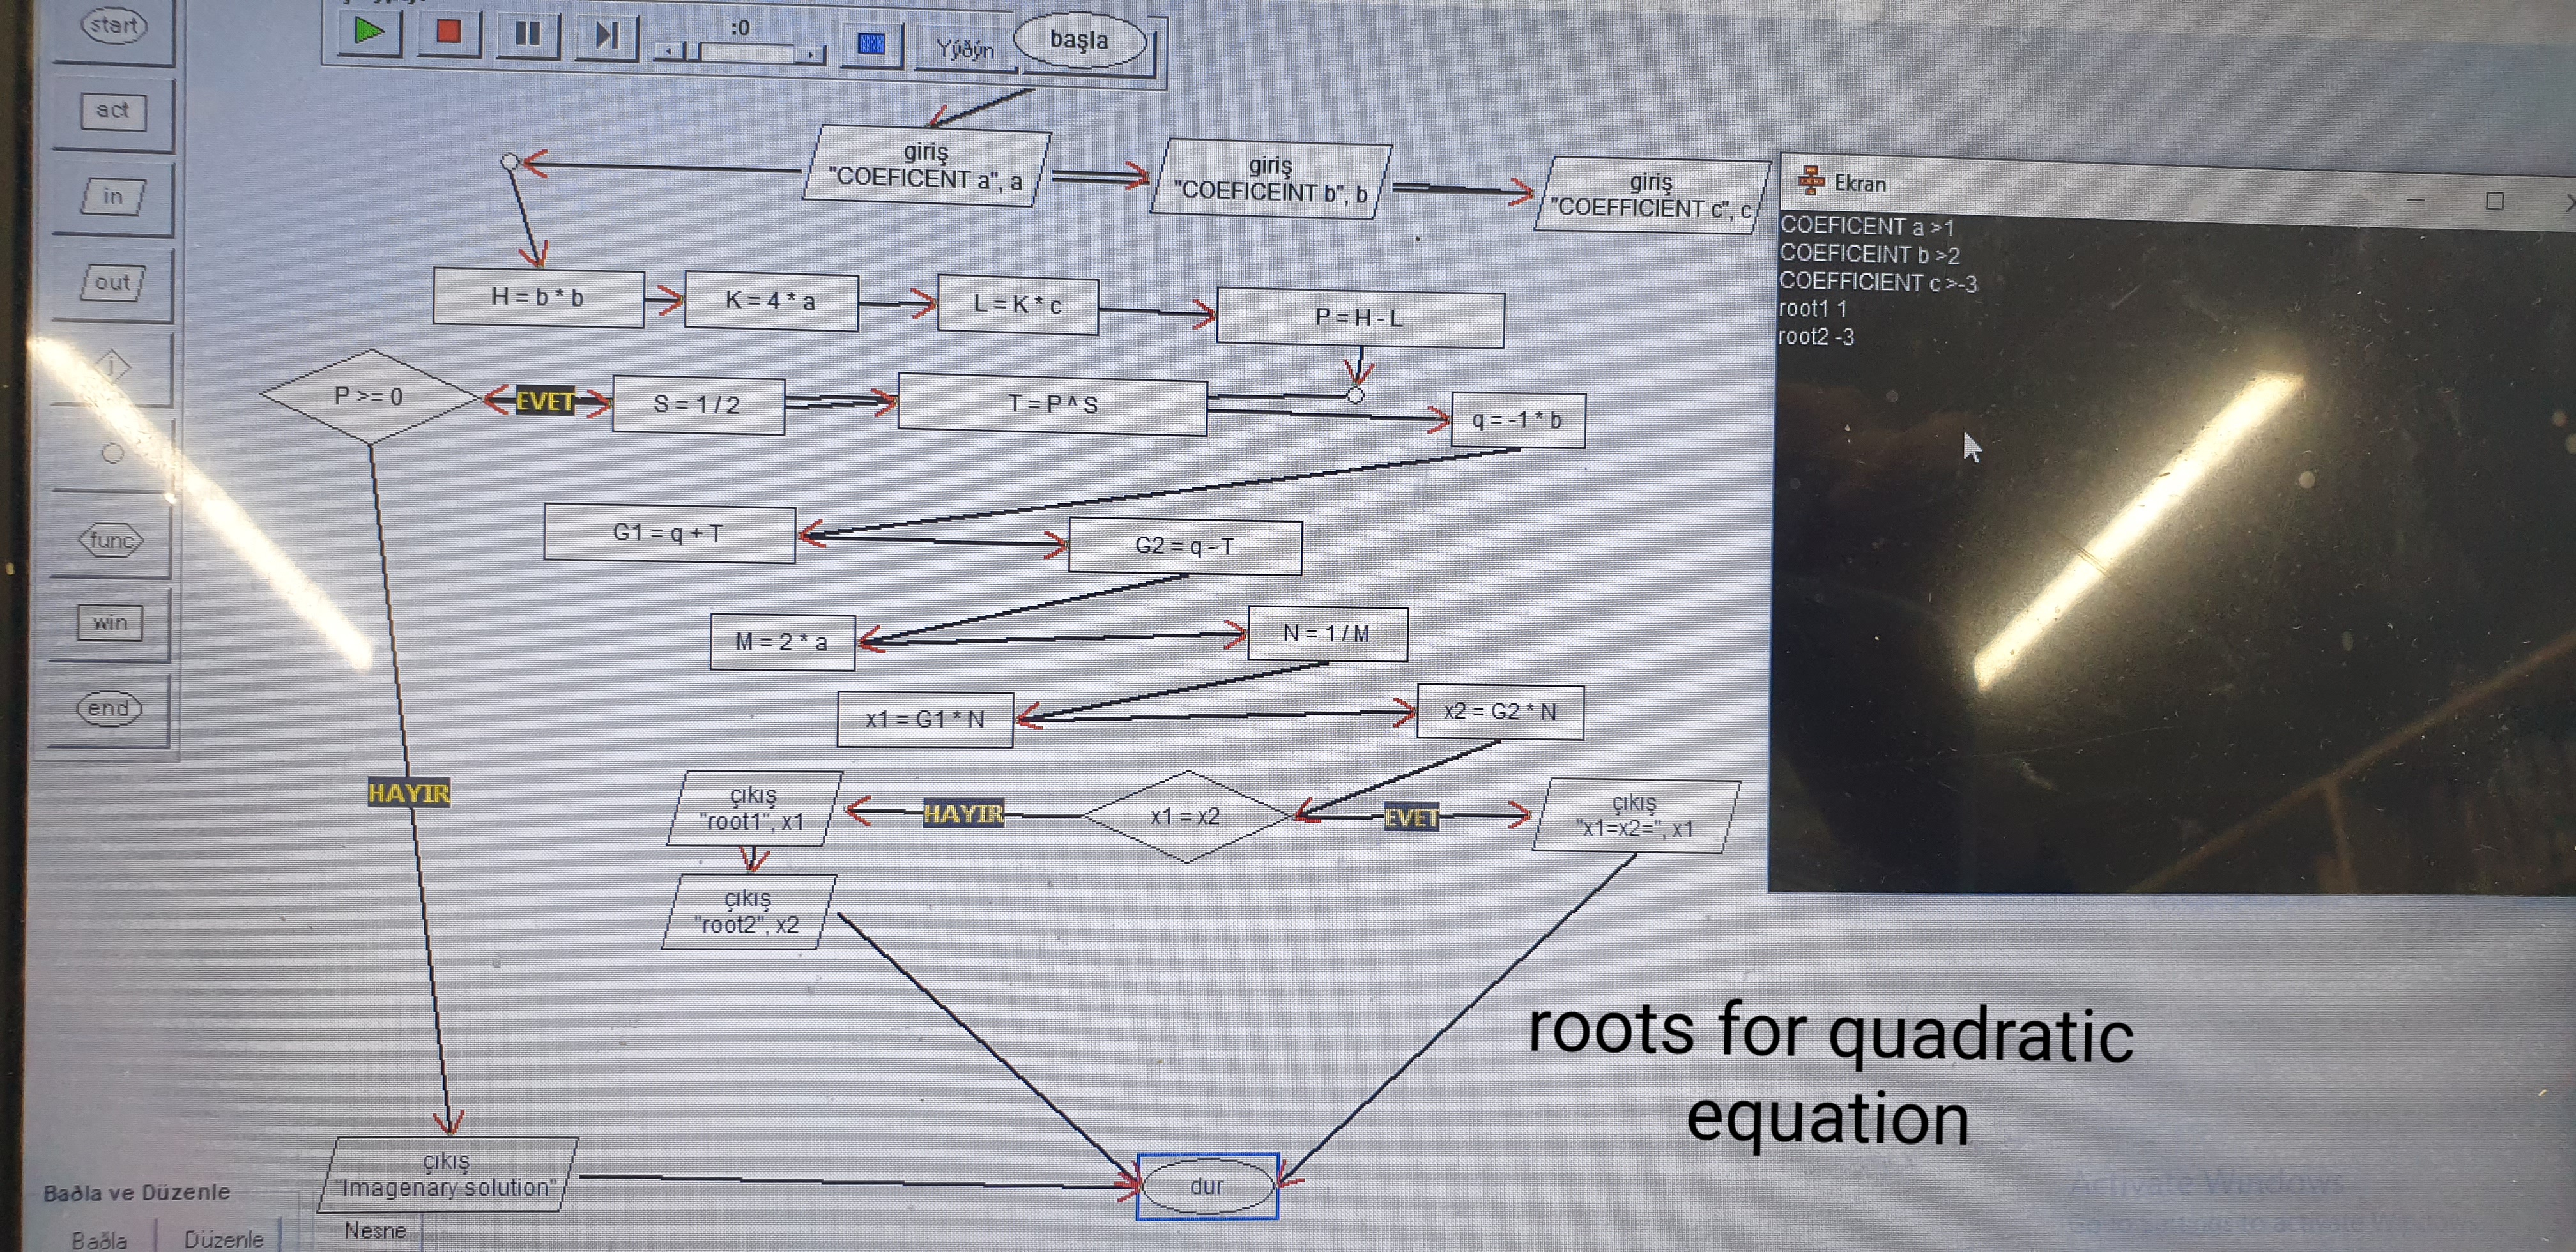 start
:0
Yýðýn
başla
act
in
out
j
func
win
end
giriş
"COEFICENT a", a
giriş
"COEFICEINT b", b
giriş
"COEFFICIENT c", c
H = b * b
K = 4 * a
L = K * c
P = H - L
P >= 0
EVET
S = 1 / 2
T = P ^ S
q = -1 * b
G1 = q + T
G2 = q - T
M = 2 * a
N = 1 / M
x1 = G1 * N
x2 = G2 * N
HAYIR
çıkış
"root1", x1
HAYIR
x1 = x2
EVET
çıkış
"x1=x2=", x1
çıkış
"root2", x2
çıkış
"Imagenary solution"
dur
Ekran
COEFICENT a >1
COEFICEINT b >2
COEFFICIENT c >-3
root1 1
root2 -3
roots for quadratic
equation
Activate Windows
Go to Settings to activate Windows
Baðla ve Düzenle
Baðla
Düzenle
Nesne